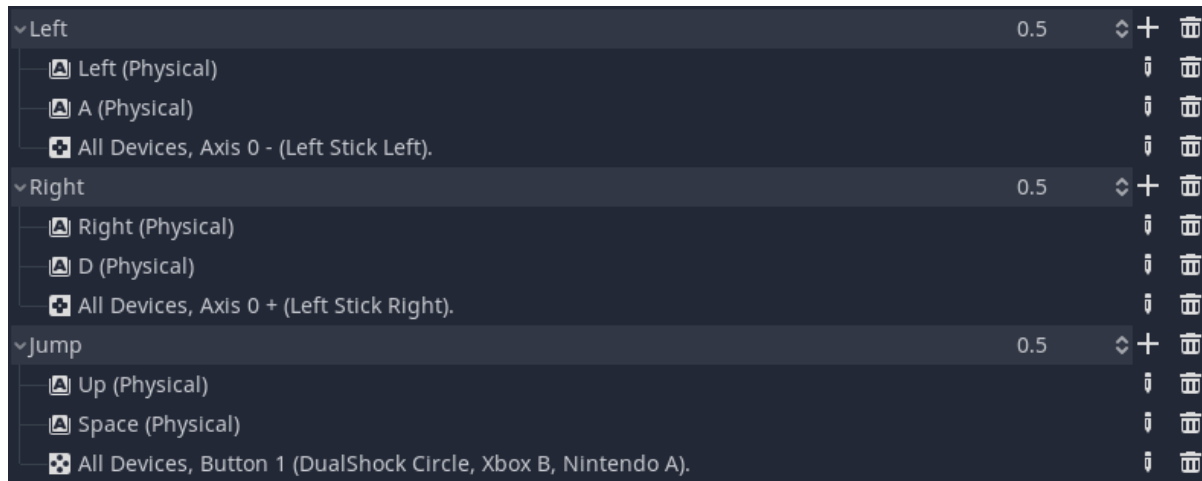 Left 0.5
Left (Physical)
A (Physical)
All Devices, Axis 0 - (Left Stick Left).
Right 0.5
Right (Physical)
D (Physical)
All Devices, Axis 0 + (Left Stick Right).
Jump 0.5
Up (Physical)
Space (Physical)
All Devices, Button 1 (DualShock Circle, Xbox B, Nintendo A).